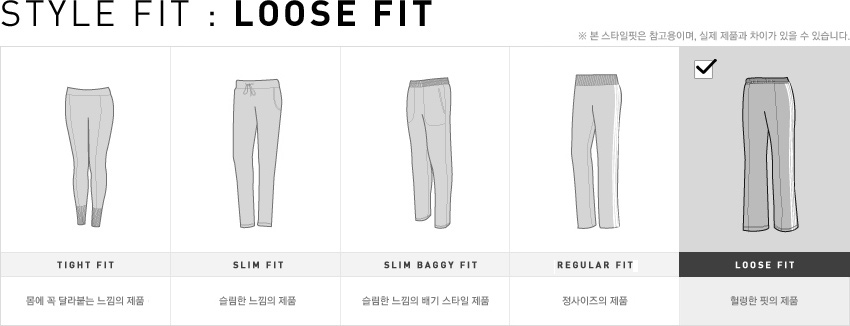 STYLE FIT : LOOSE FIT
※ 본 스타일핏은 참고용이며, 실제 제품과 차이가 있을 수 있습니다.
TIGHT FIT
SLIM FIT
SLIM BAGGY FIT
REGULAR FIT
LOOSE FIT
몸에 꼭 달라붙는 느낌의 제품
슬림한 느낌의 제품
슬림한 느낌의 배기 스타일 제품
정사이즈의 제품
헐렁한 핏의 제품